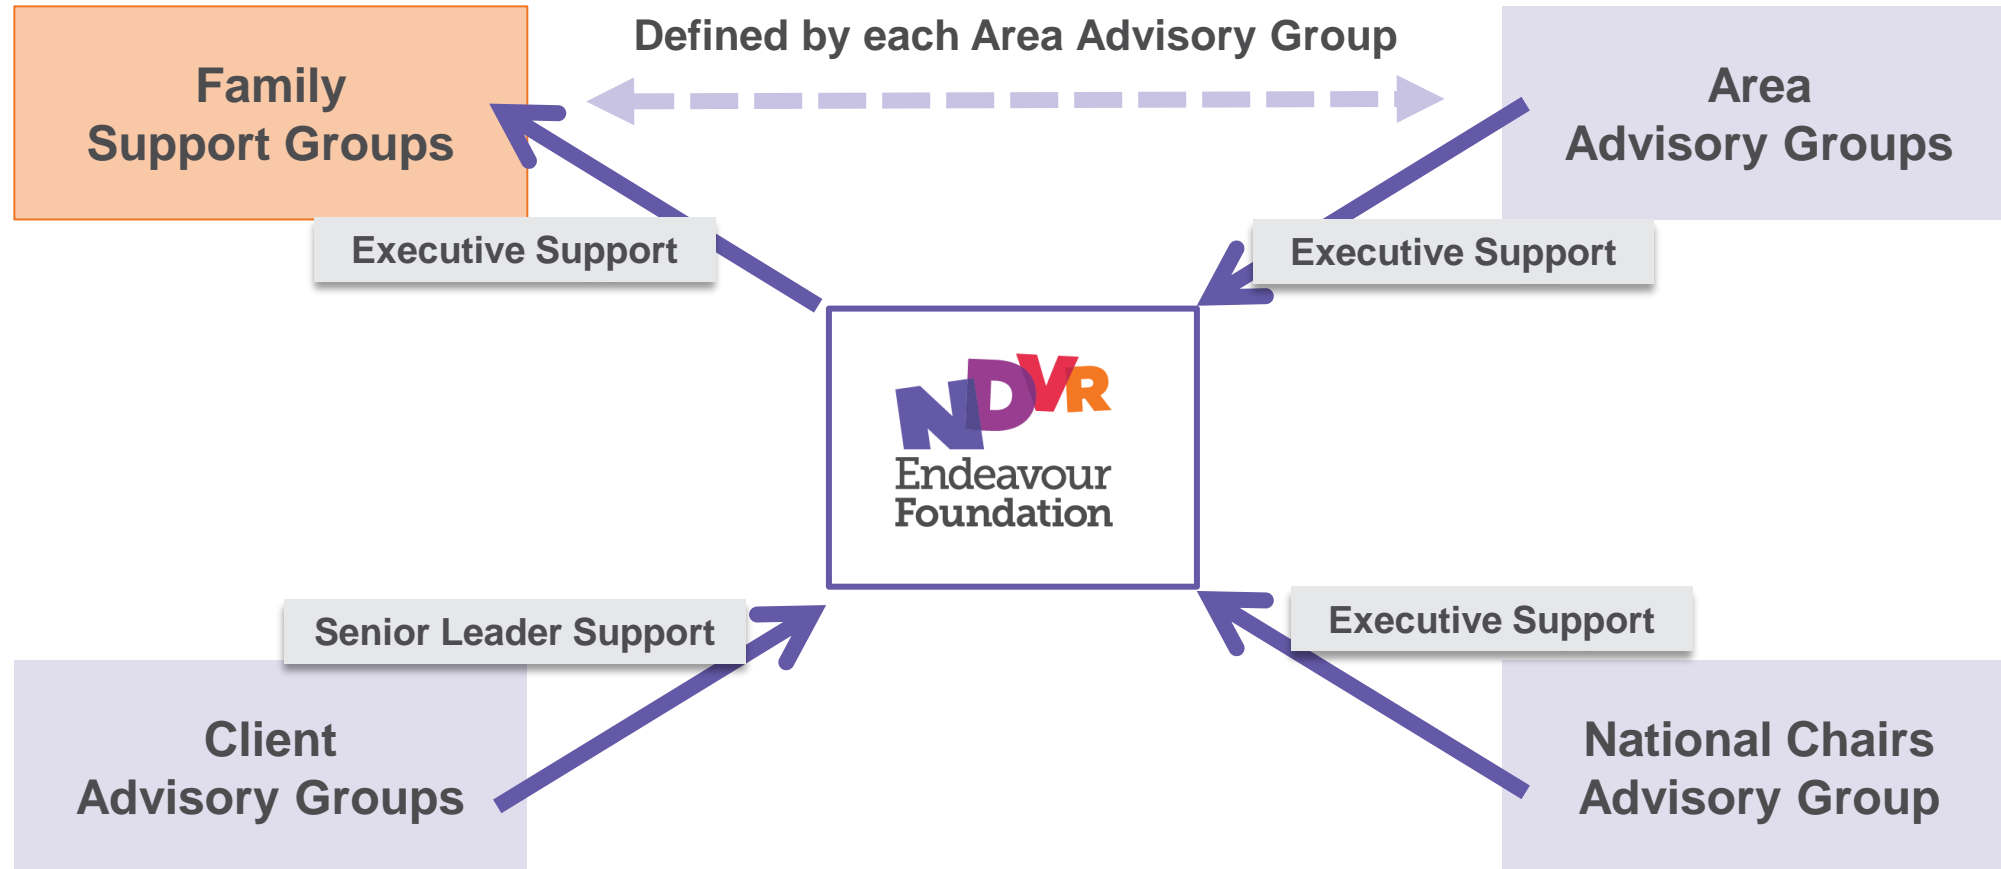 Defined by each Area Advisory Group
Family
Support Groups
Area
Advisory Groups
Executive Support
Executive Support
NDVR
Endeavour
Foundation
Senior Leader Support
Executive Support
Client
Advisory Groups
National Chairs
Advisory Group